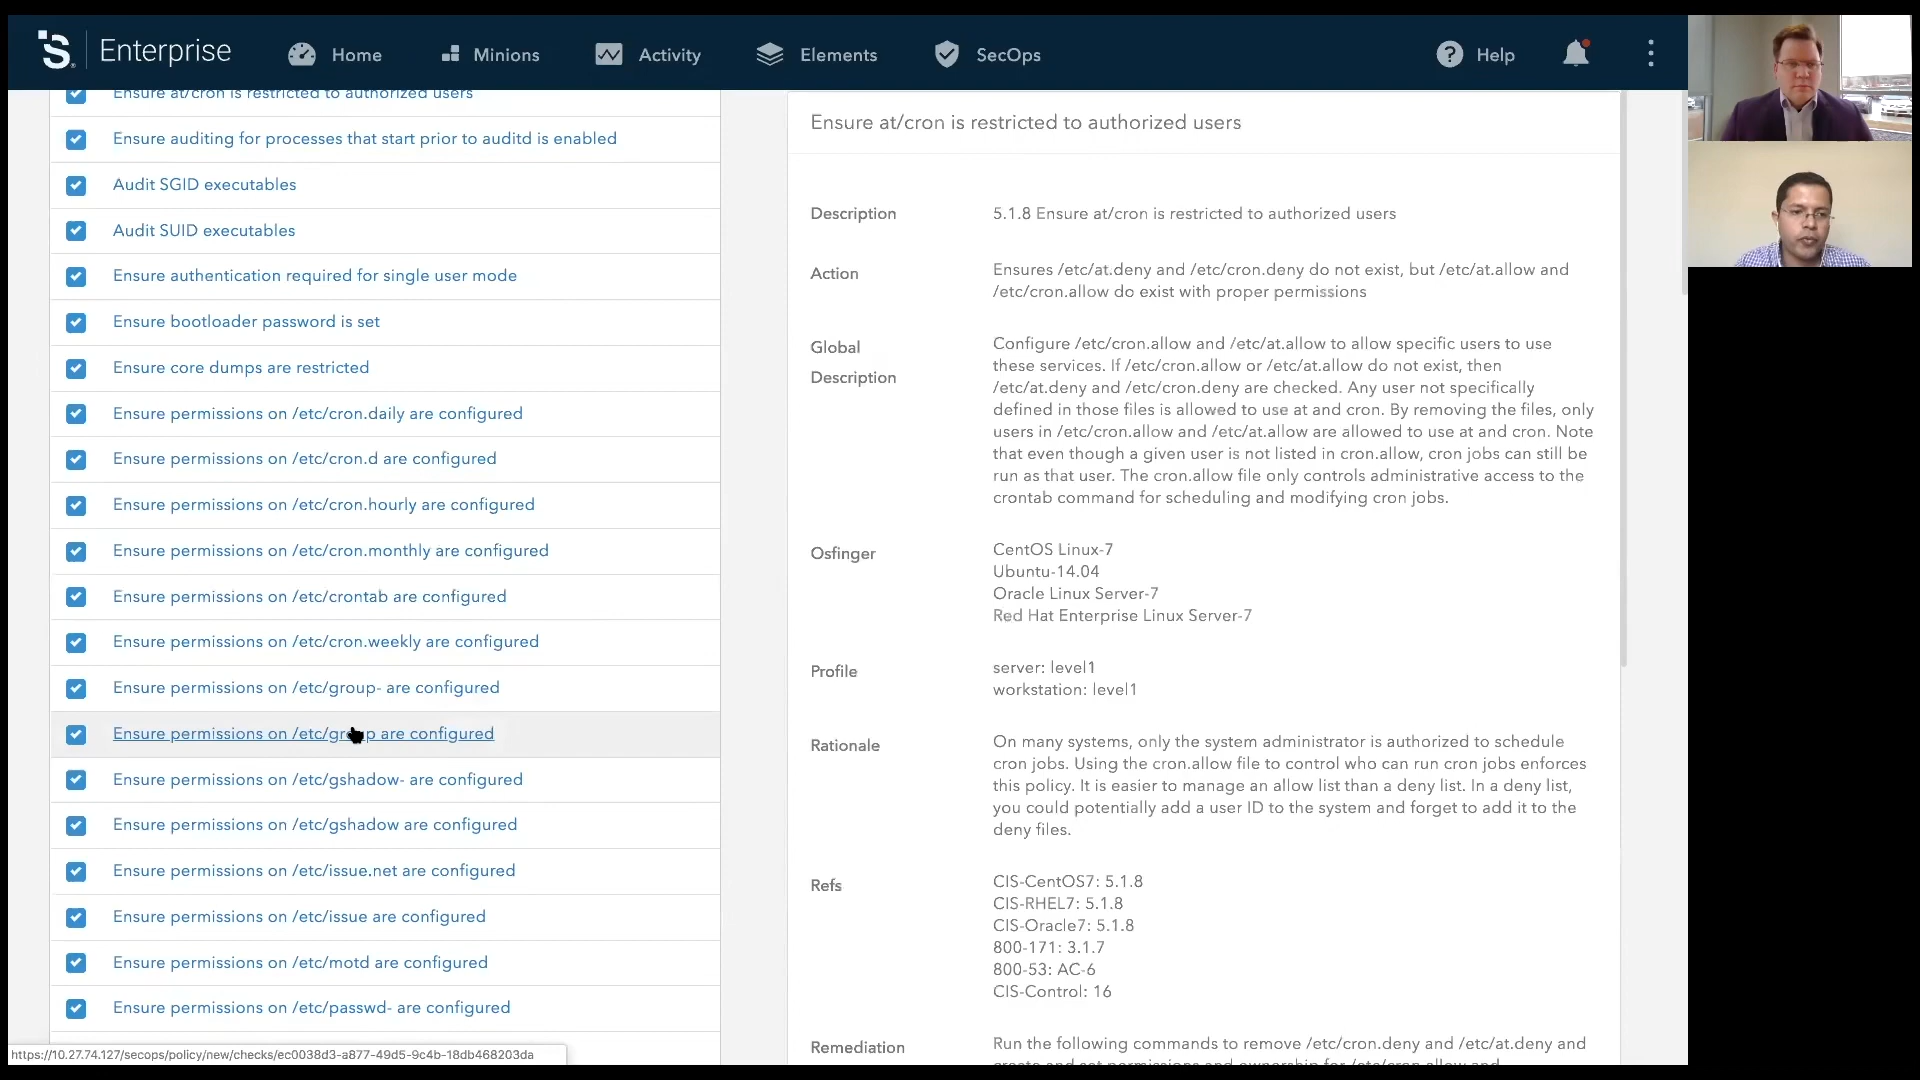 S Enterprise
Home
Minions
Activity
Elements
SecOps
Help
Ensure at/cron is restricted to authorized users
Ensure auditing for processes that start prior to auditd is enabled
Audit SGID executables
Audit SUID executables
Ensure authentication required for single user mode
Ensure bootloader password is set
Ensure core dumps are restricted
Ensure permissions on /etc/cron.daily are configured
Ensure permissions on /etc/cron.d are configured
Ensure permissions on /etc/cron.hourly are configured
Ensure permissions on /etc/cron.monthly are configured
Ensure permissions on /etc/crontab are configured
Ensure permissions on /etc/cron.weekly are configured
Ensure permissions on /etc/group- are configured
Ensure permissions on /etc/group are configured
Ensure permissions on /etc/gshadow- are configured
Ensure permissions on /etc/gshadow are configured
Ensure permissions on /etc/issue.net are configured
Ensure permissions on /etc/issue are configured
Ensure permissions on /etc/motd are configured
Ensure permissions on /etc/passwd- are configured
https://10.27.74.127/secops/policy/new/checks/ec0038d3-a877-49d5-9c4b-18db468203da
Ensure at/cron is restricted to authorized users
Description
5.1.8 Ensure at/cron is restricted to authorized users
Action
Ensures /etc/at.deny and /etc/cron.deny do not exist, but /etc/at.allow and
/etc/cron.allow do exist with proper permissions
Global
Description
Configure /etc/cron.allow and /etc/at.allow to allow specific users to use
these services. If /etc/cron.allow or /etc/at.allow do not exist, then
/etc/at.deny and /etc/cron.deny are checked. Any user not specifically
defined in those files is allowed to use at and cron. By removing the files, only
users in /etc/cron.allow and /etc/at.allow are allowed to use at and cron. Note
that even though a given user is not listed in cron.allow, cron jobs can still be
run as that user. The cron.allow file only controls administrative access to the
crontab command for scheduling and modifying cron jobs.
Osfinger
CentOS Linux-7
Ubuntu-14.04
Oracle Linux Server-7
Red Hat Enterprise Linux Server-7
Profile
server: level1
workstation: level1
Rationale
On many systems, only the system administrator is authorized to schedule
cron jobs. Using the cron.allow file to control who can run cron jobs enforces
this policy. It is easier to manage an allow list than a deny list. In a deny list,
you could potentially add a user ID to the system and forget to add it to the
deny files.
Refs
CIS-CentOS7: 5.1.8
CIS-RHEL7: 5.1.8
CIS-Oracle7: 5.1.8
800-171: 3.1.7
800-53: AC-6
CIS-Control: 16
Remediation
Run the following commands to remove /etc/cron.deny and /etc/at.deny and
create and set permissions and ownership for /etc/cron.allow and